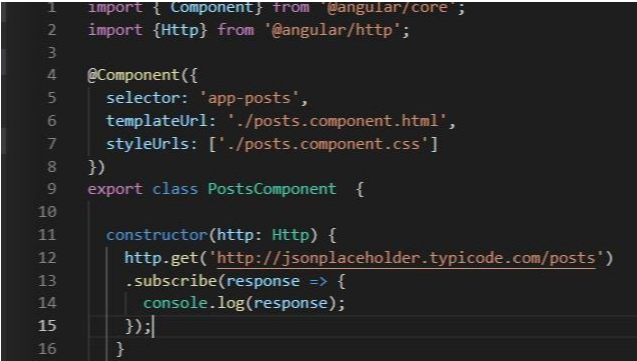 1 import { Component} from '@angular/core';
2 import {Http} from '@angular/http';
3
4 @Component({
5 selector: 'app-posts',
6 templateUrl: './posts.component.html',
7 styleUrls: ['./posts.component.css']
8 })
9 export class PostsComponent  {
10
11 constructor(http: Http) {
12 http.get('http://jsonplaceholder.typicode.com/posts')
13 .subscribe(response => {
14 console.log(response);
15 });
16 }